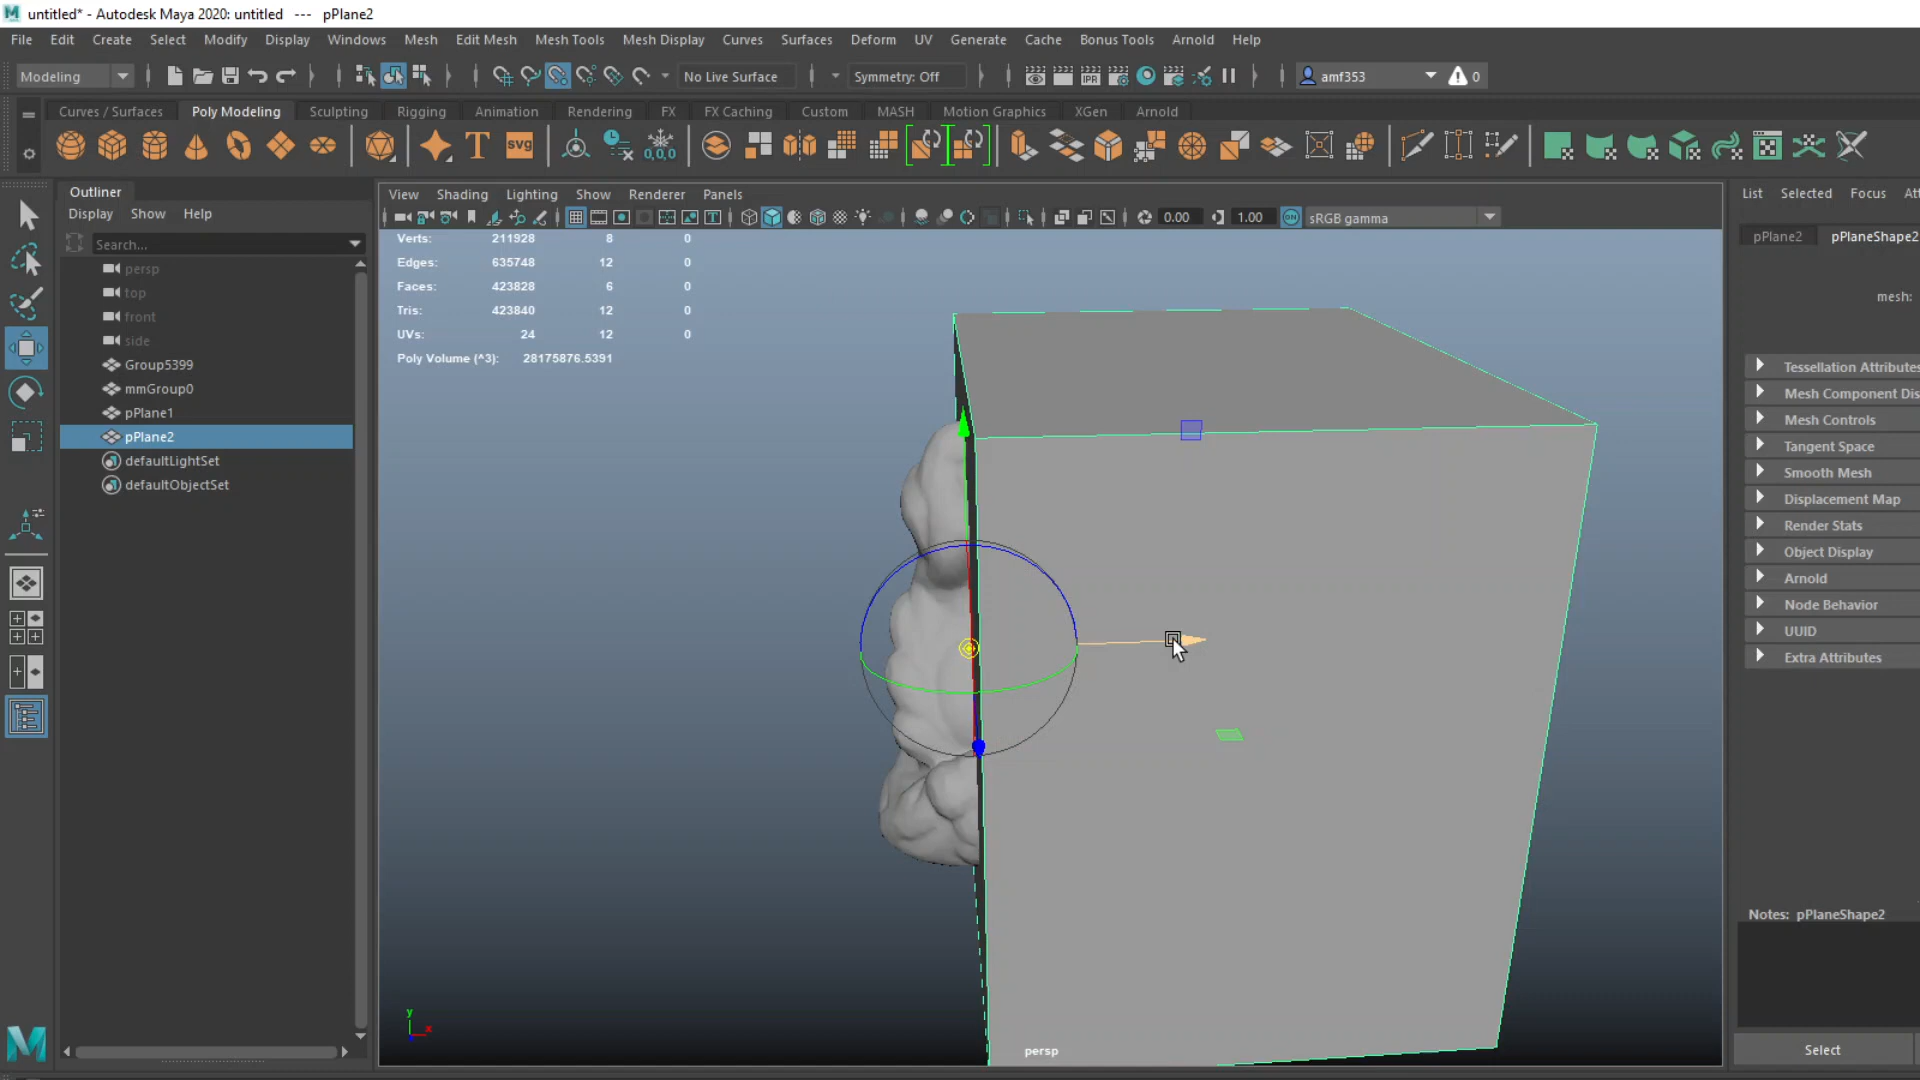 untitled* - Autodesk Maya 2020: untitled   ---   pPlane2
File Edit Create Select Modify Display Windows Mesh Edit Mesh Mesh Tools Mesh Display Curves Surfaces Deform UV Generate Cache Bonus Tools Arnold Help
Modeling No Live Surface Symmetry: Off IPR amf353 0
Curves / Surfaces Poly Modeling Sculpting Rigging Animation Rendering FX FX Caching Custom MASH Motion Graphics XGen Arnold
T svg 0,0,0
Outliner
Display Show Help
Search...
persp
top
front
side
Group5399
mmGroup0
pPlane1
pPlane2
defaultLightSet
defaultObjectSet
View Shading Lighting Show Renderer Panels
0.00 1.00 ON sRGB gamma
Verts: 211928 8 0
Edges: 635748 12 0
Faces: 423828 6 0
Tris: 423840 12 0
UVs: 24 12 0
Poly Volume (^3): 28175876.5391
y
x
persp
List Selected Focus Att
pPlane2 pPlaneShape2
mesh:
Tessellation Attributes
Mesh Component Dis
Mesh Controls
Tangent Space
Smooth Mesh
Displacement Map
Render Stats
Object Display
Arnold
Node Behavior
UUID
Extra Attributes
Notes: pPlaneShape2
Select
M